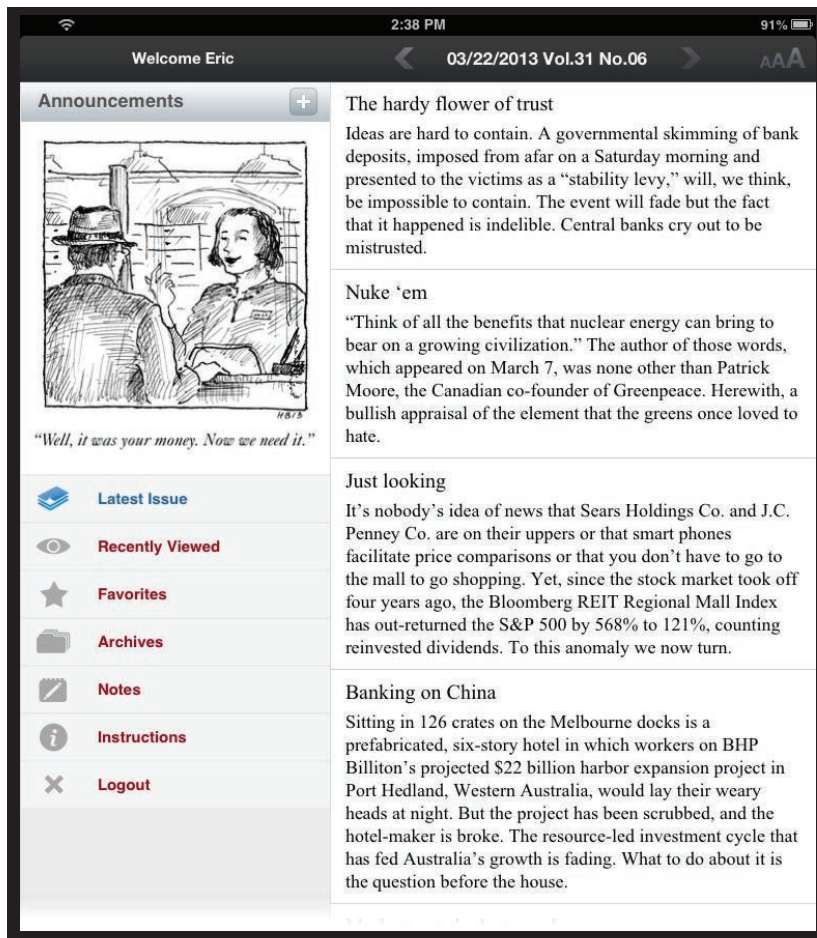 2:38 PM
91%
Welcome Eric
03/22/2013 Vol.31 No.06
AAA
Announcements
HB13
“Well, it was your money. Now we need it.”
Latest Issue
Recently Viewed
Favorites
Archives
Notes
Instructions
Logout
The hardy flower of trust
Ideas are hard to contain. A governmental skimming of bank
deposits, imposed from afar on a Saturday morning and
presented to the victims as a “stability levy,” will, we think,
be impossible to contain. The event will fade but the fact
that it happened is indelible. Central banks cry out to be
mistrusted.
Nuke ‘em
“Think of all the benefits that nuclear energy can bring to
bear on a growing civilization.” The author of those words,
which appeared on March 7, was none other than Patrick
Moore, the Canadian co-founder of Greenpeace. Herewith, a
bullish appraisal of the element that the greens once loved to
hate.
Just looking
It’s nobody’s idea of news that Sears Holdings Co. and J.C.
Penney Co. are on their uppers or that smart phones
facilitate price comparisons or that you don’t have to go to
the mall to go shopping. Yet, since the stock market took off
four years ago, the Bloomberg REIT Regional Mall Index
has out-returned the S&P 500 by 568% to 121%, counting
reinvested dividends. To this anomaly we now turn.
Banking on China
Sitting in 126 crates on the Melbourne docks is a
prefabricated, six-story hotel in which workers on BHP
Billiton’s projected $22 billion harbor expansion project in
Port Hedland, Western Australia, would lay their weary
heads at night. But the project has been scrubbed, and the
hotel-maker is broke. The resource-led investment cycle that
has fed Australia’s growth is fading. What to do about it is
the question before the house.